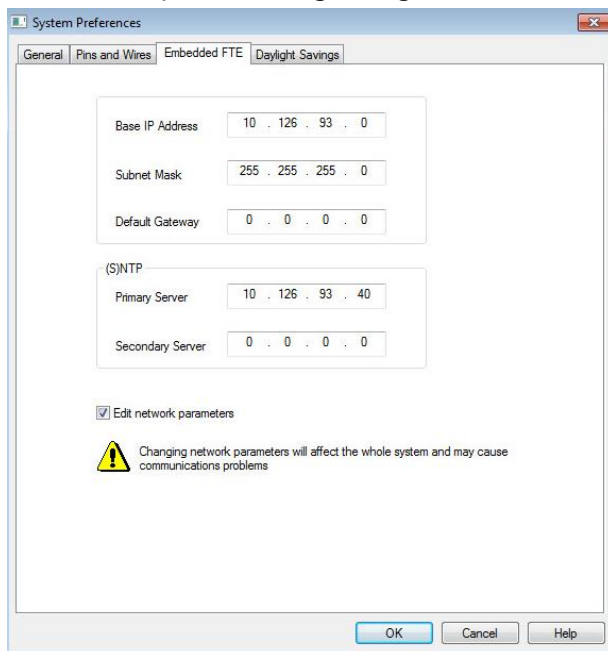 System Preferences
General Pins and Wires Embedded FTE Daylight Savings
Base IP Address 10 . 126 . 93 . 0
Subnet Mask 255 . 255 . 255 . 0
Default Gateway 0 . 0 . 0 . 0
(S)NTP
Primary Server 10 . 126 . 93 . 40
Secondary Server 0 . 0 . 0 . 0
Edit network parameters
Changing network parameters will affect the whole system and may cause
communications problems
OK Cancel Help